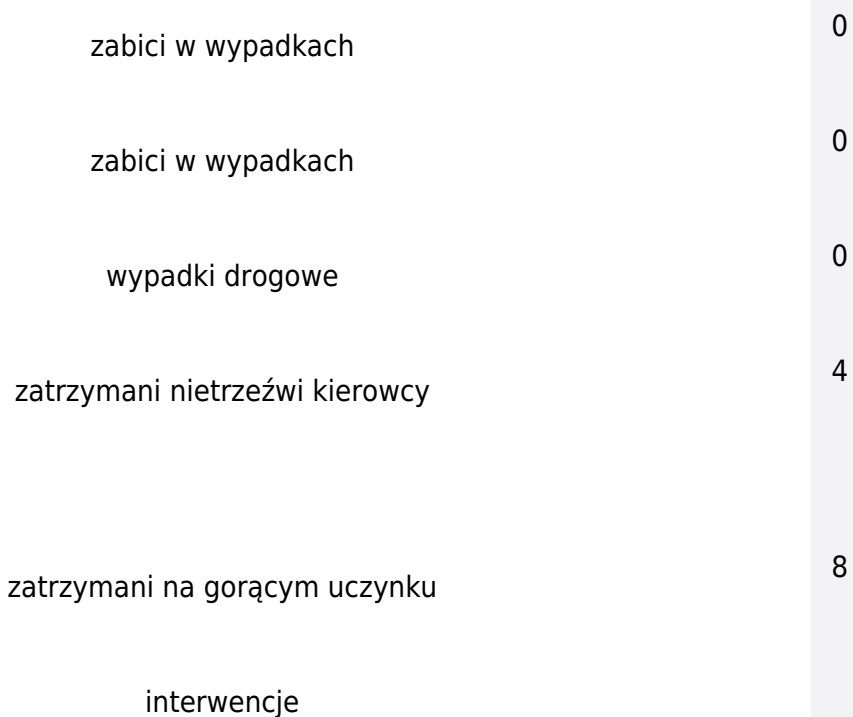 zabici w wypadkach 0
zabici w wypadkach 0
wypadki drogowe 0
zatrzymani nietrzeźwi kierowcy 4
zatrzymani na gorącym uczynku 8
interwencje